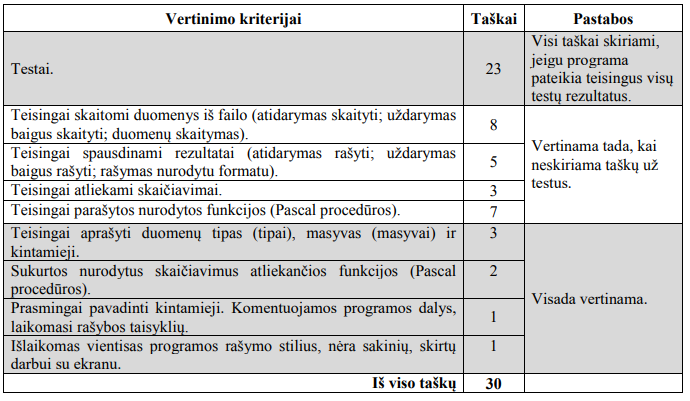 Vertinimo kriterijai Taškai Pastabos
Testai. 23 Visi taškai skiriami,
jeigu programa
pateikia teisingus visų
testų rezultatus.
Teisingai skaitomi duomenys iš failo (atidarymas skaityti; uždarymas
baigus skaityti; duomenų skaitymas). 8
Teisingai spausdinami rezultatai (atidarymas rašyti; uždarymas
baigus rašyti; rašymas nurodytu formatu). 5
Teisingai atliekami skaičiavimai. 3
Teisingai parašytos nurodytos funkcijos (Pascal procedūros). 7
Vertinama tada, kai
neskiriama taškų už
testus.
Teisingai aprašyti duomenų tipas (tipai), masyvas (masyvai) ir
kintamieji. 3
Sukurtos nurodytus skaičiavimus atliekančios funkcijos (Pascal
procedūros). 2
Prasmingai pavadinti kintamieji. Komentuojamos programos dalys,
laikomasi rašybos taisyklių. 1
Išlaikomas vientisas programos rašymo stilius, nėra sakinių, skirtų
darbui su ekranu. 1
Visada vertinama.
Iš viso taškų 30